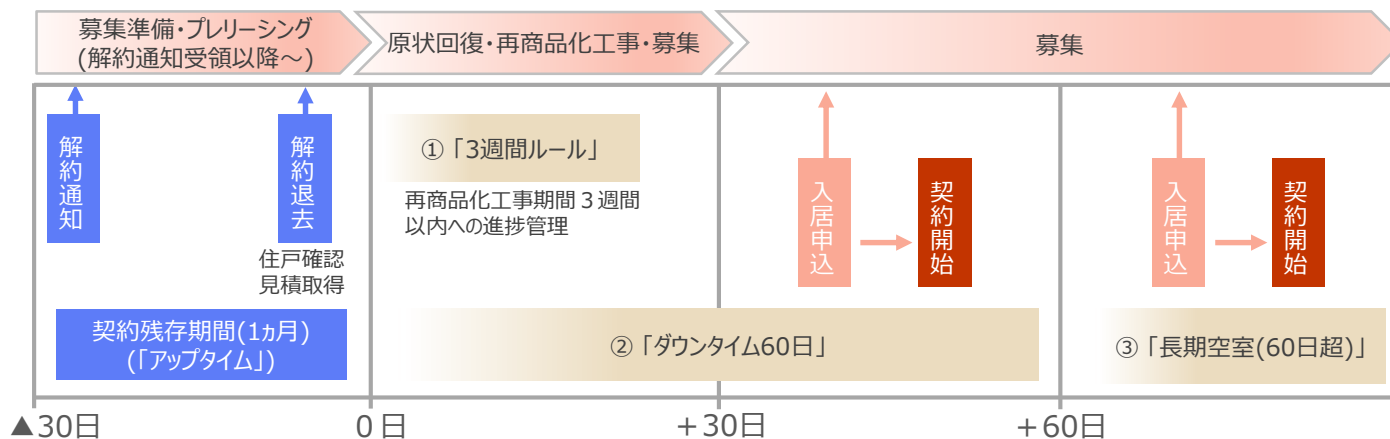 募集準備・プレリーシング
(解約通知受領以降～)
原状回復・再商品化工事・募集
募集
解約通知
解約退去
住戸確認
見積取得
①「3週間ルール」
再商品化工事期間３週間
以内への進捗管理
入居申込
契約開始
入居申込
契約開始
契約残存期間(1ヵ月)
(「アップタイム」)
②「ダウンタイム60日」
③「長期空室(60日超)」
▲30日
０日
＋30日
＋60日